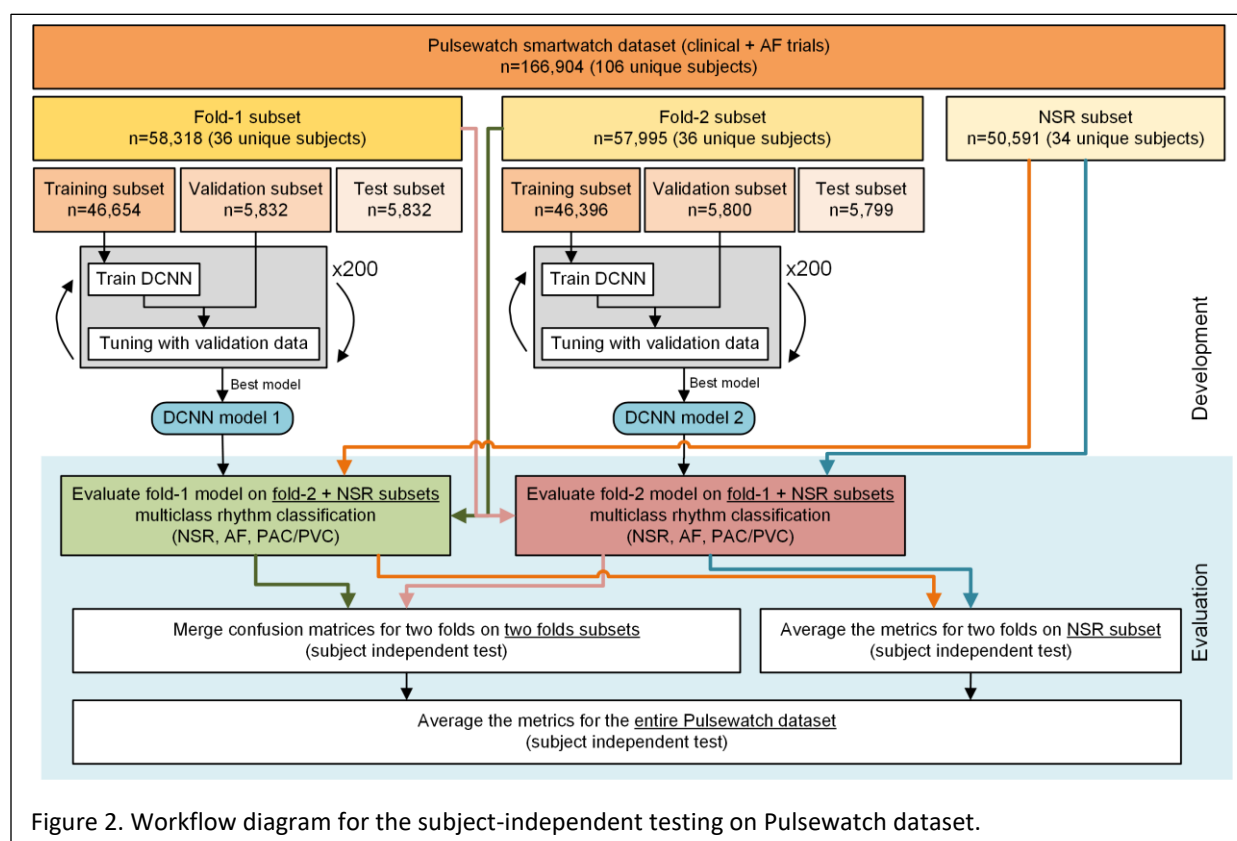 Pulsewatch smartwatch dataset (clinical + AF trials)
n=166,904 (106 unique subjects)
Fold-1 subset
n=58,318 (36 unique subjects)
Fold-2 subset
n=57,995 (36 unique subjects)
NSR subset
n=50,591 (34 unique subjects)
Training subset
n=46,654
Validation subset
n=5,832
Test subset
n=5,832
Training subset
n=46,396
Validation subset
n=5,800
Test subset
n=5,799
Train DCNN
x200
Tuning with validation data
Train DCNN
x200
Tuning with validation data
Development
Best model
Best model
DCNN model 1
DCNN model 2
Evaluate fold-1 model on fold-2 + NSR subsets
multiclass rhythm classification
(NSR, AF, PAC/PVC)
Evaluate fold-2 model on fold-1 + NSR subsets
multiclass rhythm classification
(NSR, AF, PAC/PVC)
Evaluation
Merge confusion matrices for two folds on two folds subsets
(subject independent test)
Average the metrics for two folds on NSR subset
(subject independent test)
Average the metrics for the entire Pulsewatch dataset
(subject independent test)
Figure 2. Workflow diagram for the subject-independent testing on Pulsewatch dataset.